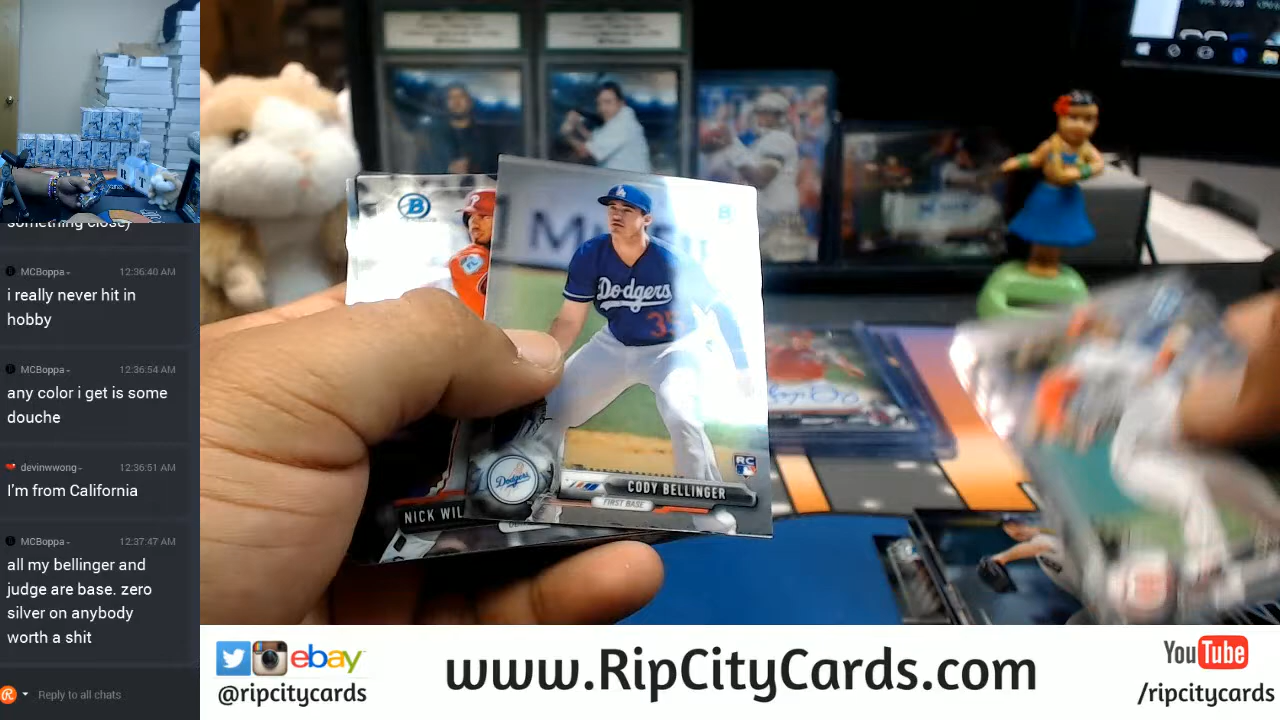 something closey
MCBoppa - 12:36:40 AM
i really never hit in
hobby
MCBoppa - 12:36:54 AM
any color i get is some
douche
devinwwong - 12:36:51 AM
I'm from California
MCBoppa - 12:37:47 AM
all my bellinger and
judge are base. zero
silver on anybody
worth a shit
Reply to all chats
B
Dodgers
35
RC
Dodgers
CODY BELLINGER
FIRST BASE
NICK WIL
R
T
ebay
@ripcitycards
www.RipCityCards.com
YouTube
/ripcitycards